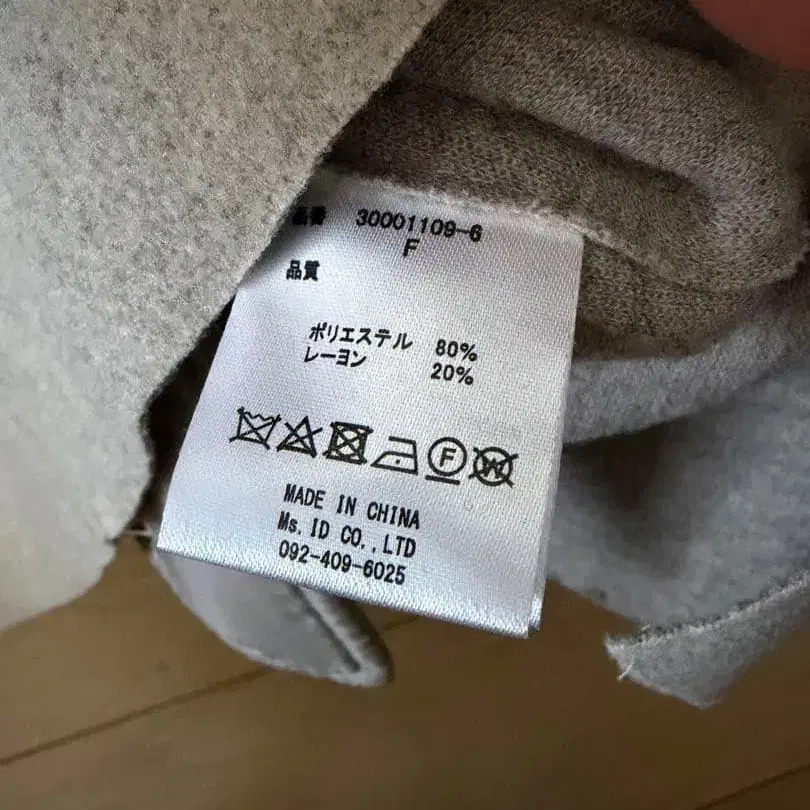 品番 30001109-6
F
品質
ポリエステル 80%
レーヨン 20%
F W
MADE IN CHINA
Ms. ID CO.,LTD
092-409-6025